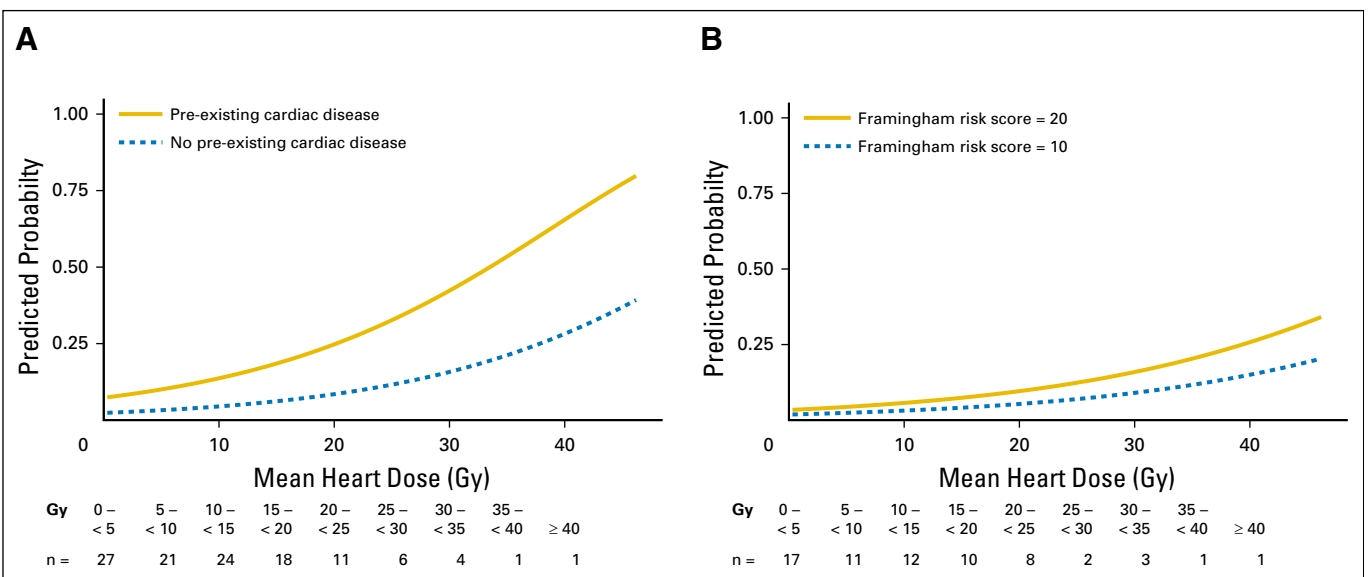 A
1.00
0.75
0.50
0.25
0
10
20
30
40
Pre-existing cardiac disease
No pre-existing cardiac disease
Predicted Probabilty
Mean Heart Dose (Gy)
Gy 0 – 5 – 10 – 15 – 20 – 25 – 30 – 35 –
< 5 < 10 < 15 < 20 < 25 < 30 < 35 < 40 ≥ 40
n = 27 21 24 18 11 6 4 1 1
B
1.00
0.75
0.50
0.25
0
10
20
30
40
Framingham risk score = 20
Framingham risk score = 10
Predicted Probabilty
Mean Heart Dose (Gy)
Gy 0 – 5 – 10 – 15 – 20 – 25 – 30 – 35 –
< 5 < 10 < 15 < 20 < 25 < 30 < 35 < 40 ≥ 40
n = 17 11 12 10 8 2 3 1 1